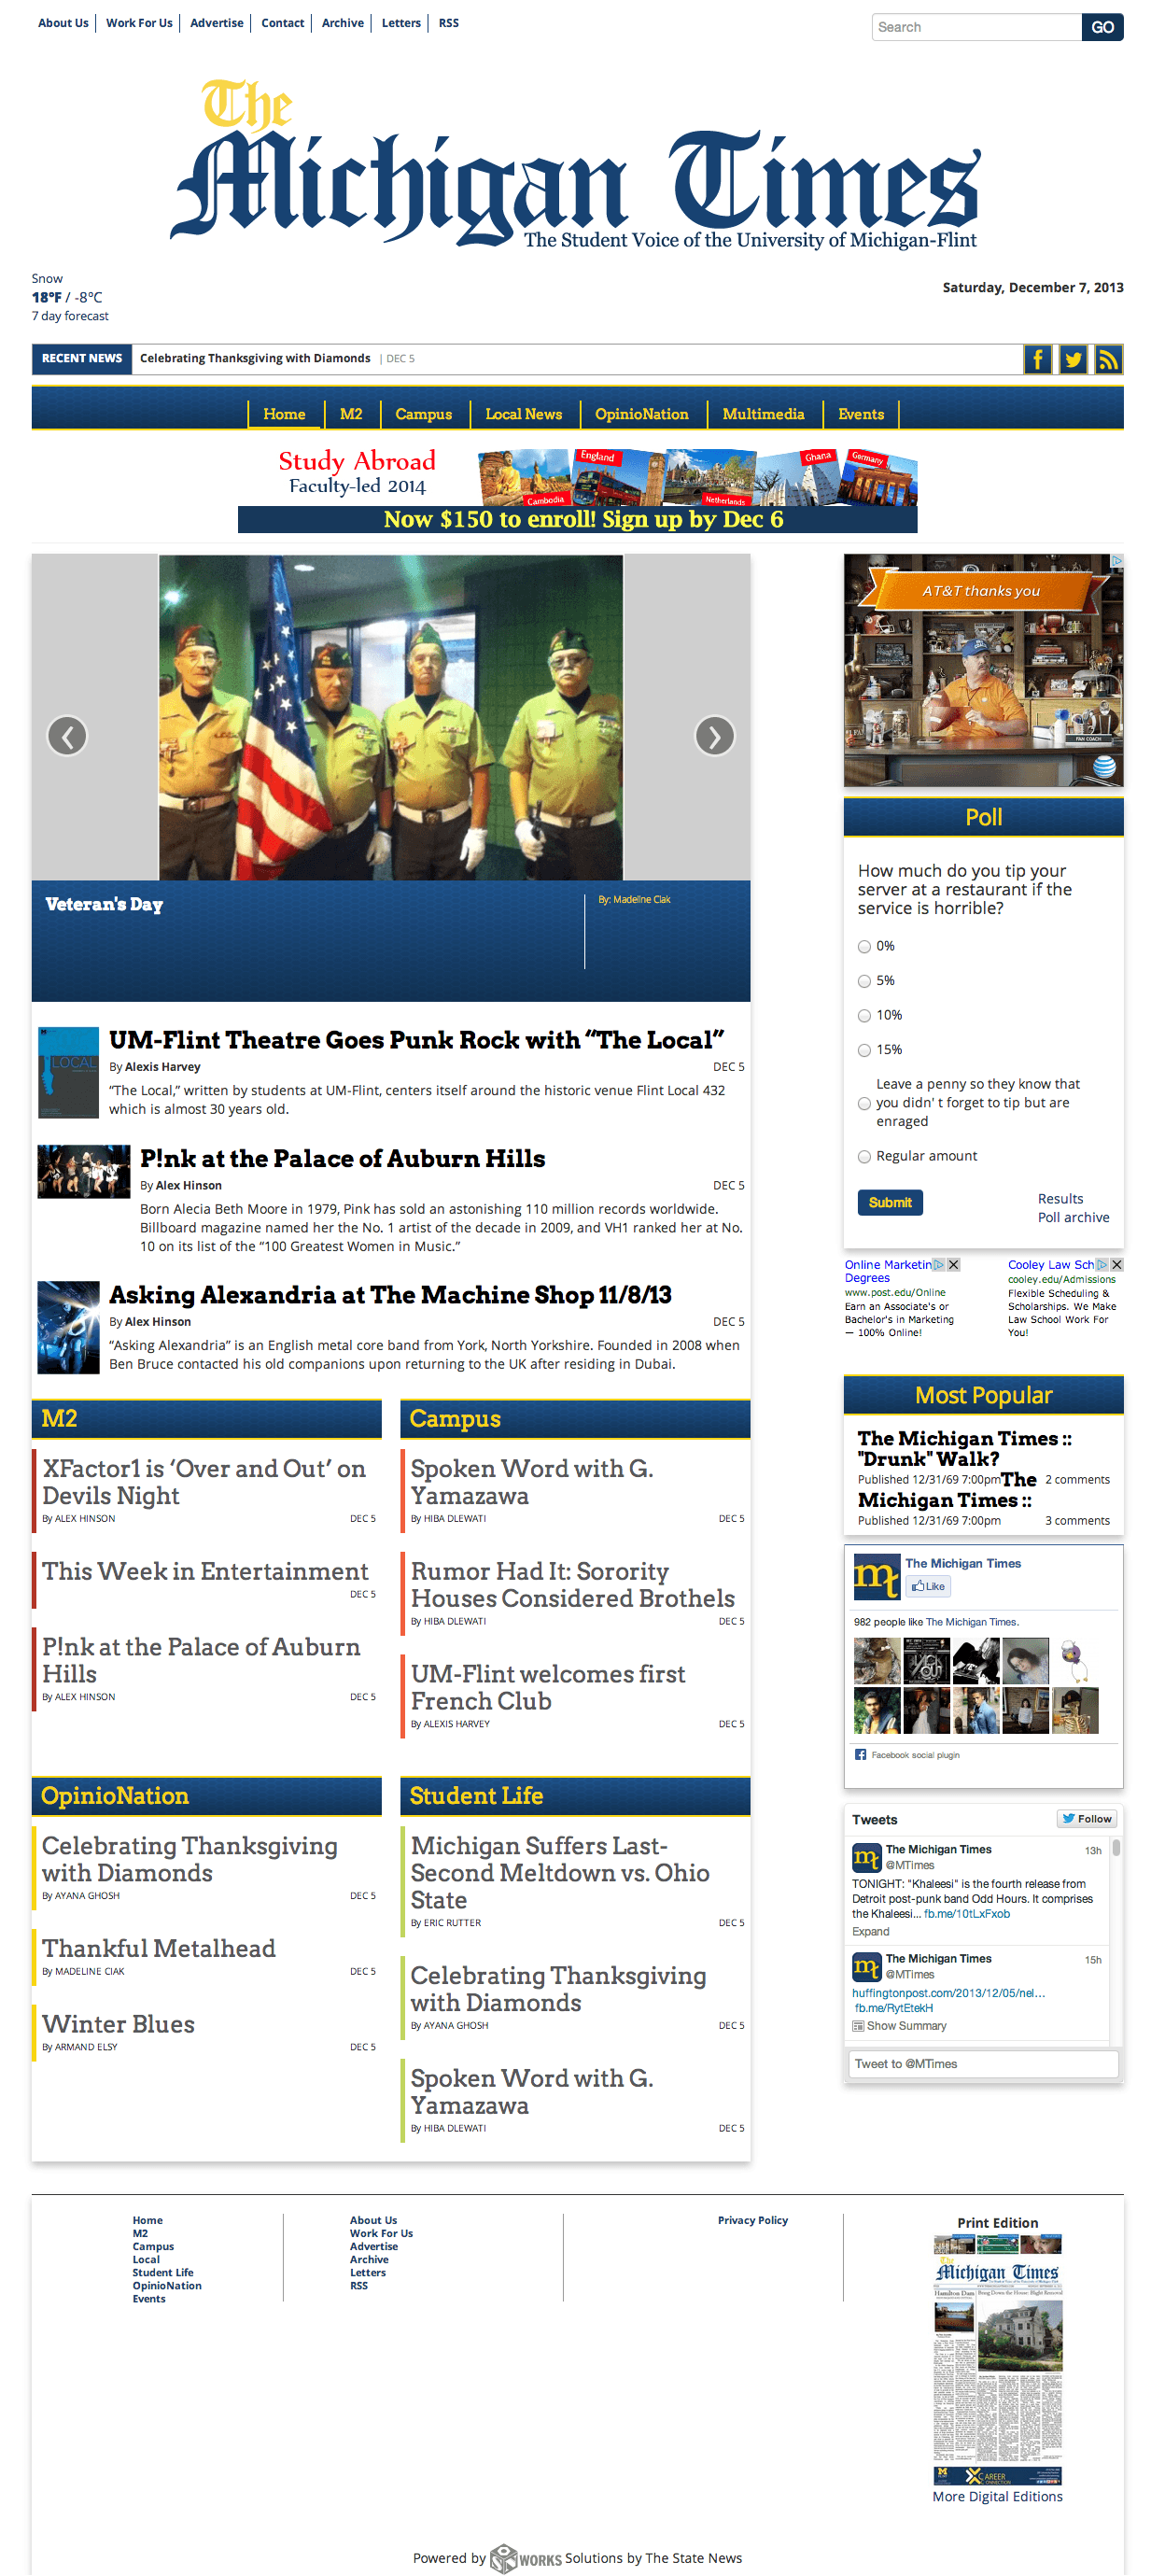 About Us
Work For Us
Advertise
Contact
Archive
Letters
RSS
Search
GO
The
Michigan Times
The Student Voice of the University of Michigan-Flint
Snow
18°F / -8°C
7 day forecast
Saturday, December 7, 2013
RECENT NEWS
Celebrating Thanksgiving with Diamonds | DEC 5
Home
M2
Campus
Local News
OpinioNation
Multimedia
Events
Study Abroad
Faculty-led 2014
Cambodia
England
Netherlands
Ghana
Germany
Now $150 to enroll! Sign up by Dec 6
Veteran's Day
By: Madeline Ciak
UM-Flint Theatre Goes Punk Rock with “The Local”
By Alexis Harvey
DEC 5
“The Local,” written by students at UM-Flint, centers itself around the historic venue Flint Local 432
which is almost 30 years old.
LOCAL
P!nk at the Palace of Auburn Hills
By Alex Hinson
DEC 5
Born Alecia Beth Moore in 1979, Pink has sold an astonishing 110 million records worldwide.
Billboard magazine named her the No. 1 artist of the decade in 2009, and VH1 ranked her at No.
10 on its list of the “100 Greatest Women in Music.”
Asking Alexandria at The Machine Shop 11/8/13
By Alex Hinson
DEC 5
“Asking Alexandria” is an English metal core band from York, North Yorkshire. Founded in 2008 when
Ben Bruce contacted his old companions upon returning to the UK after residing in Dubai.
M2
XFactor1 is ‘Over and Out’ on
Devils Night
By ALEX HINSON
DEC 5
This Week in Entertainment
DEC 5
P!nk at the Palace of Auburn
Hills
By ALEX HINSON
DEC 5
Campus
Spoken Word with G.
Yamazawa
By HIBA DLEWATI
DEC 5
Rumor Had It: Sorority
Houses Considered Brothels
By HIBA DLEWATI
DEC 5
UM-Flint welcomes first
French Club
By ALEXIS HARVEY
DEC 5
OpinioNation
Celebrating Thanksgiving
with Diamonds
By AYANA GHOSH
DEC 5
Thankful Metalhead
By MADELINE CIAK
DEC 5
Winter Blues
By ARMAND ELSY
DEC 5
Student Life
Michigan Suffers Last-
Second Meltdown vs. Ohio
State
By ERIC RUTTER
DEC 5
Celebrating Thanksgiving
with Diamonds
By AYANA GHOSH
DEC 5
Spoken Word with G.
Yamazawa
By HIBA DLEWATI
DEC 5
AT&T thanks you
FAN COACH
Poll
How much do you tip your
server at a restaurant if the
service is horrible?
0%
5%
10%
15%
Leave a penny so they know that
you didn' t forget to tip but are
enraged
Regular amount
Submit
Results
Poll archive
Online Marketin
Degrees
www.post.edu/Online
Earn an Associate's or
Bachelor's in Marketing
— 100% Online!
Cooley Law Sch
cooley.edu/Admissions
Flexible Scheduling &
Scholarships. We Make
Law School Work For
You!
Most Popular
The Michigan Times ::
"Drunk" Walk?
Published 12/31/69 7:00pm
2 comments
The
Michigan Times ::
Published 12/31/69 7:00pm
3 comments
mt
The Michigan Times
Like
982 people like The Michigan Times.
Facebook social plugin
Tweets
Follow
mt
The Michigan Times
13h
@MTimes
TONIGHT: "Khaleesi" is the fourth release from
Detroit post-punk band Odd Hours. It comprises
the Khaleesi... fb.me/10tLxFxob
Expand
mt
The Michigan Times
15h
@MTimes
huffingtonpost.com/2013/12/05/nel…
fb.me/RytEtekH
Show Summary
Tweet to @MTimes
Home
M2
Campus
Local
Student Life
OpinioNation
Events
About Us
Work For Us
Advertise
Archive
Letters
RSS
Privacy Policy
Print Edition
The
Michigan Times
Hamilton Dam
Bring Down the House: Blight Removal
CAREER
CONNECTION
More Digital Editions
Powered by SNWORKS Solutions by The State News